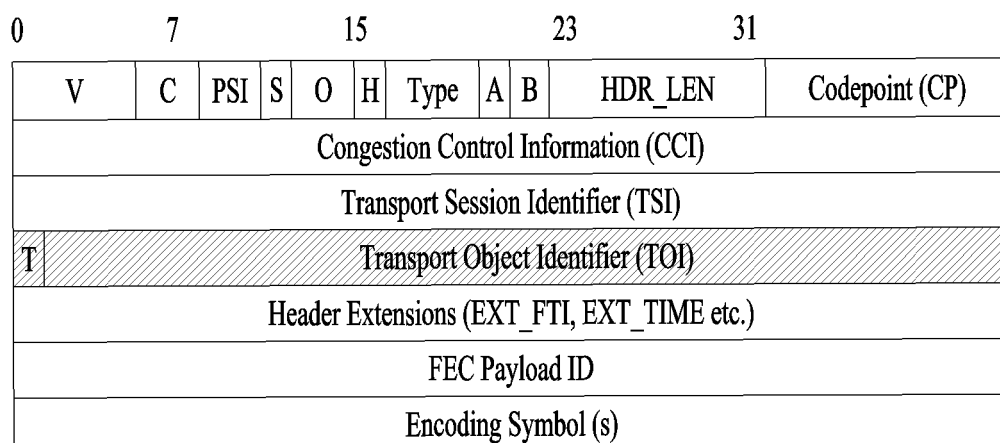 0 7 15 23 31
V C PSI S O H Type A B HDR_LEN Codepoint (CP)
Congestion Control Information (CCI)
Transport Session Identifier (TSI)
T Transport Object Identifier (TOI)
Header Extensions (EXT_FTI, EXT_TIME etc.)
FEC Payload ID
Encoding Symbol (s)